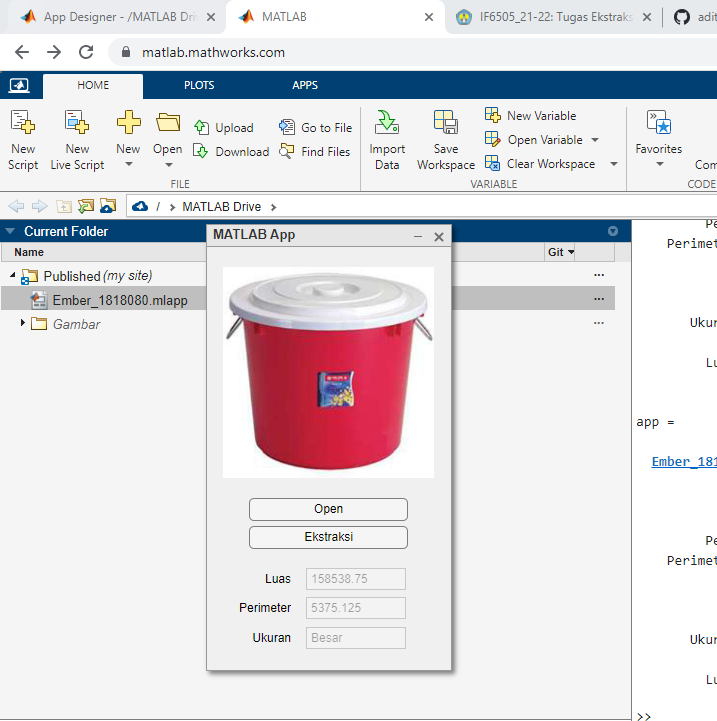 App Designer - /MATLAB Dri
MATLAB
IF6505_21-22: Tugas Ekstraks
adit
matlab.mathworks.com
HOME
PLOTS
APPS
New Script
New Live Script
New
Open
Upload
Download
Go to File
Find Files
FILE
Import Data
Save Workspace
New Variable
Open Variable
Clear Workspace
VARIABLE
Favorites
Com
CODE
/ MATLAB Drive
Current Folder
Name
Git
Published (my site)
Ember_1818080.mlapp
Gambar
MATLAB App
Open
Ekstraksi
Luas 158538.75
Perimeter 5375.125
Ukuran Besar
Pe
Perimet
Ukur
Lu
app =
Ember_181
Pe
Perimet
Ukur
Lu
>>